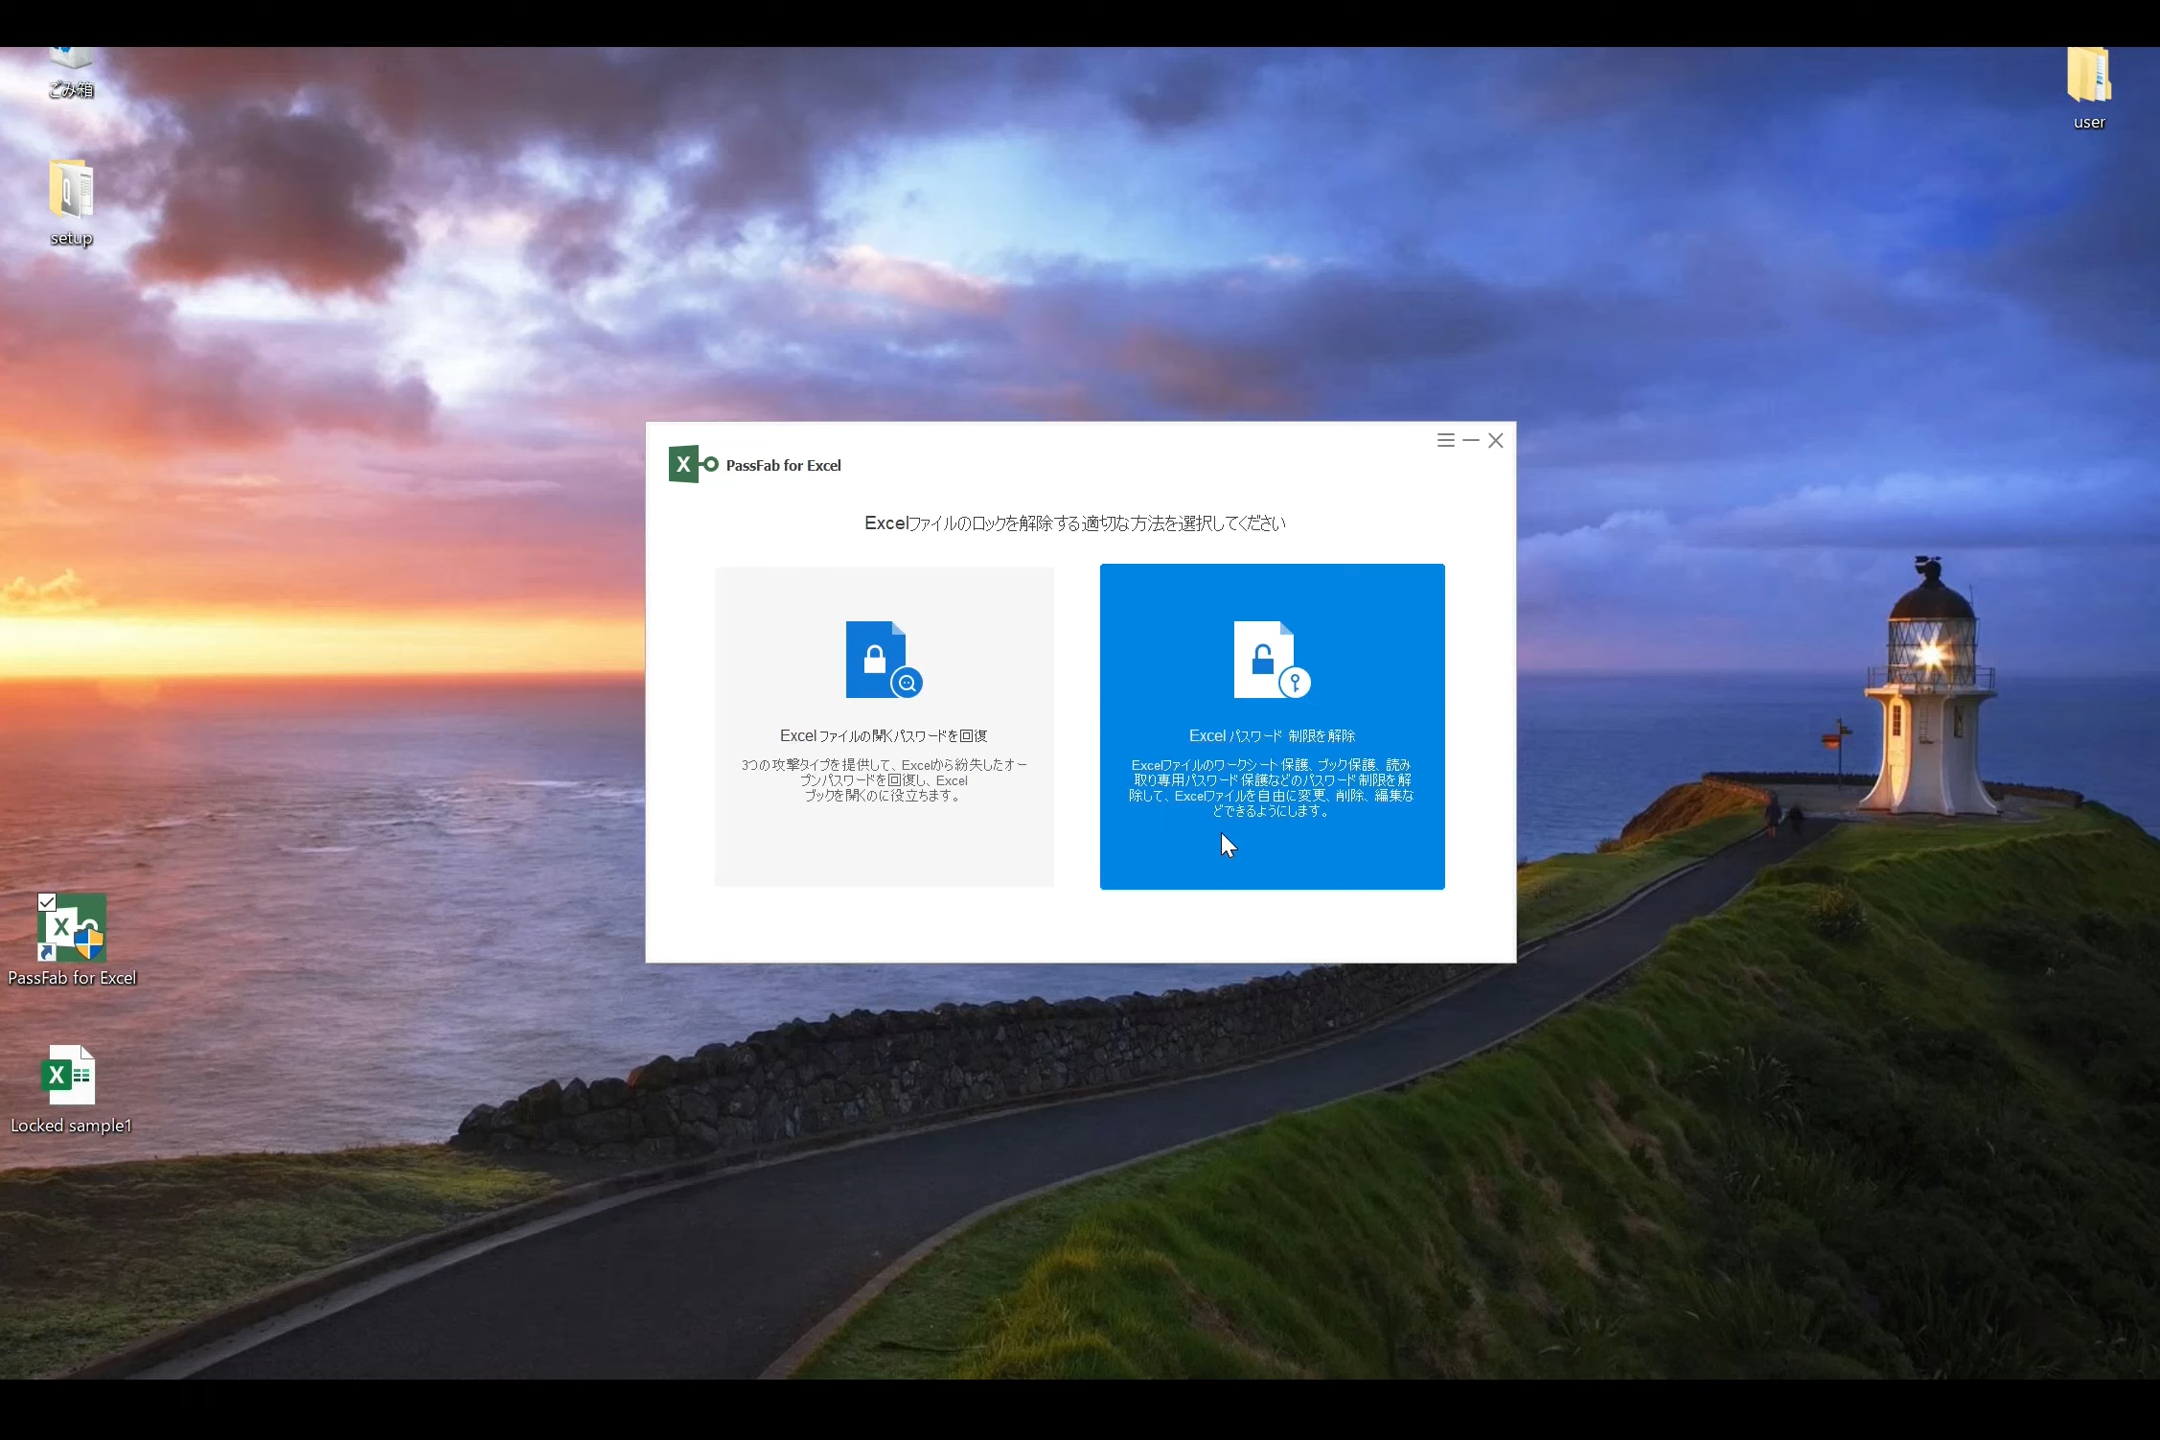 ごみ箱
user
setup
PassFab for Excel
Excelファイルのロックを解除する適切な方法を選択してください
Excel ファイルの開くパスワードを回復
3つの攻撃タイプを提供して、Excelから紛失したオー
プンパスワードを回復し、Excel
ブックを開くのに役立ちます。
Excel パスワード 制限を解除
Excelファイルのワークシート保護、ブック保護、読み
取り専用パスワード保護などのパスワード制限を解
除して、Excelファイルを自由に変更、削除、編集な
どできるようにします。
PassFab for Excel
Locked sample1